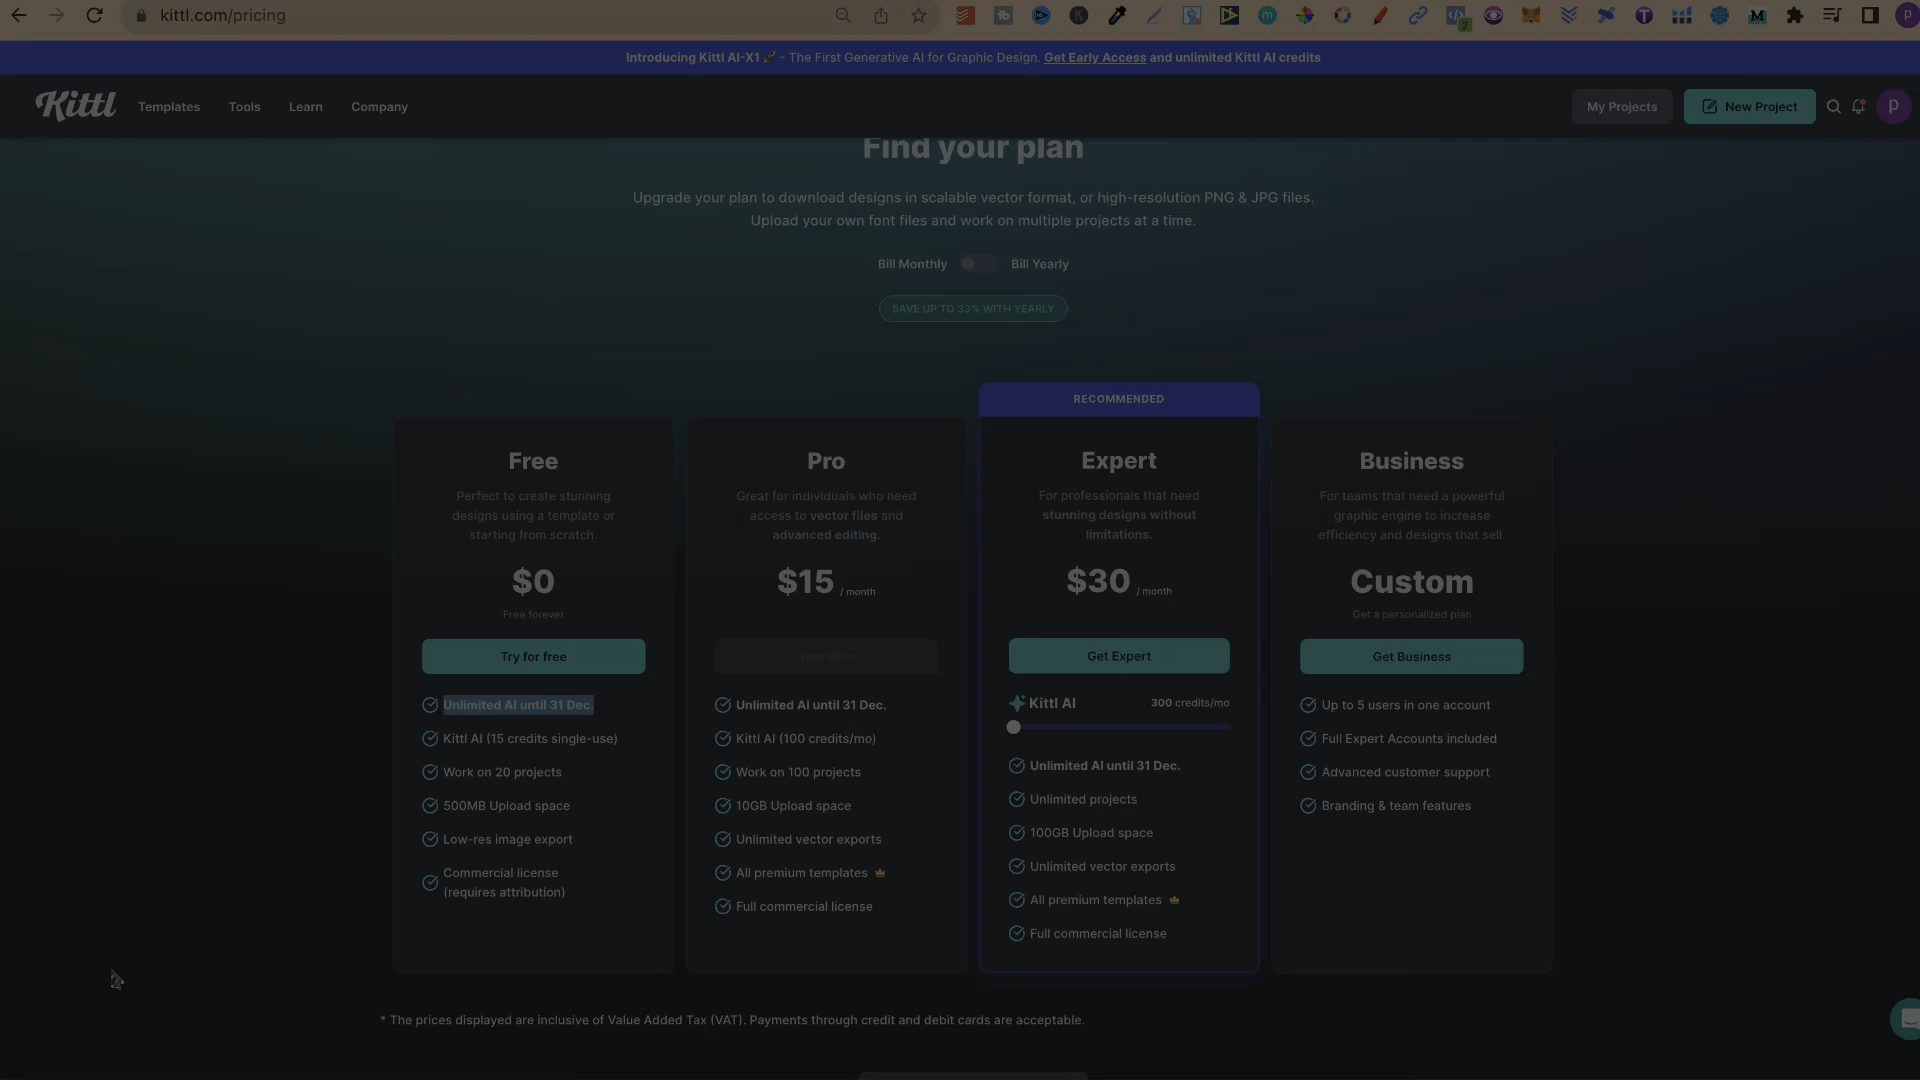 kittl.com/pricing
Introducing Kittl AI-X1 🚀 - The First Generative AI for Graphic Design. Get Early Access and unlimited Kittl AI credits
Kittl
Templates
Tools
Learn
Company
My Projects
New Project
P
Find your plan
Upgrade your plan to download designs in scalable vector format, or high-resolution PNG & JPG files.
Upload your own font files and work on multiple projects at a time.
Bill Monthly
Bill Yearly
SAVE UP TO 33% WITH YEARLY
Free
Perfect to create stunning
designs using a template or
starting from scratch.
$0
Free forever
Try for free
Unlimited AI until 31 Dec.
Kittl AI (15 credits single-use)
Work on 20 projects
500MB Upload space
Low-res image export
Commercial license
(requires attribution)
Pro
Great for individuals who need
access to vector files and
advanced editing.
$15 / month
Unlimited AI until 31 Dec.
Kittl AI (100 credits/mo)
Work on 100 projects
10GB Upload space
Unlimited vector exports
All premium templates
Full commercial license
RECOMMENDED
Expert
For professionals that need
stunning designs without
limitations.
$30 / month
Get Expert
Kittl AI
300 credits/mo
Unlimited AI until 31 Dec.
Unlimited projects
100GB Upload space
Unlimited vector exports
All premium templates
Full commercial license
Business
For teams that need a powerful
graphic engine to increase
efficiency and designs that sell.
Custom
Get a personalized plan
Get Business
Up to 5 users in one account
Full Expert Accounts included
Advanced customer support
Branding & team features
* The prices displayed are inclusive of Value Added Tax (VAT). Payments through credit and debit cards are acceptable.